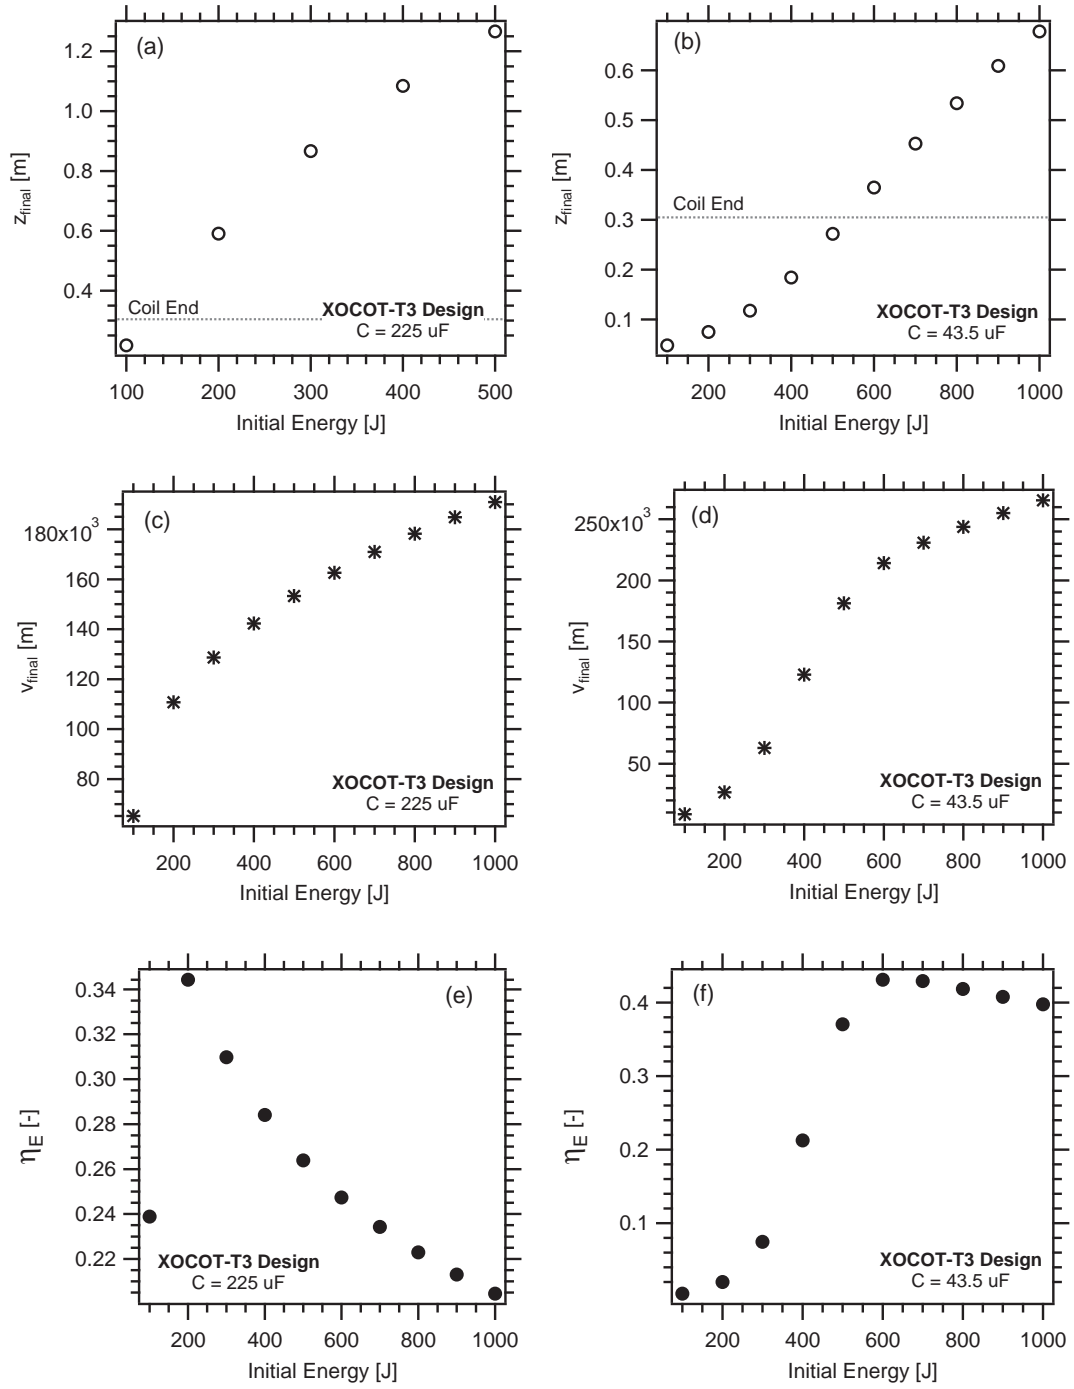 (a)
1.2
1.0
0.8
0.6
0.4
z_final [m]
Coil End
XOCOT-T3 Design
C = 225 uF
100 200 300 400 500
Initial Energy [J]
(b)
0.6
0.5
0.4
0.3
0.2
0.1
z_final [m]
Coil End
XOCOT-T3 Design
C = 43.5 uF
200 400 600 800 1000
Initial Energy [J]
(c)
180x10³
160
140
120
100
80
v_final [m]
XOCOT-T3 Design
C = 225 uF
200 400 600 800 1000
Initial Energy [J]
(d)
250x10³
200
150
100
50
v_final [m]
XOCOT-T3 Design
C = 43.5 uF
200 400 600 800 1000
Initial Energy [J]
(e)
0.34
0.32
0.30
0.28
0.26
0.24
0.22
η_E [-]
XOCOT-T3 Design
C = 225 uF
200 400 600 800 1000
Initial Energy [J]
(f)
0.4
0.3
0.2
0.1
η_E [-]
XOCOT-T3 Design
C = 43.5 uF
200 400 600 800 1000
Initial Energy [J]